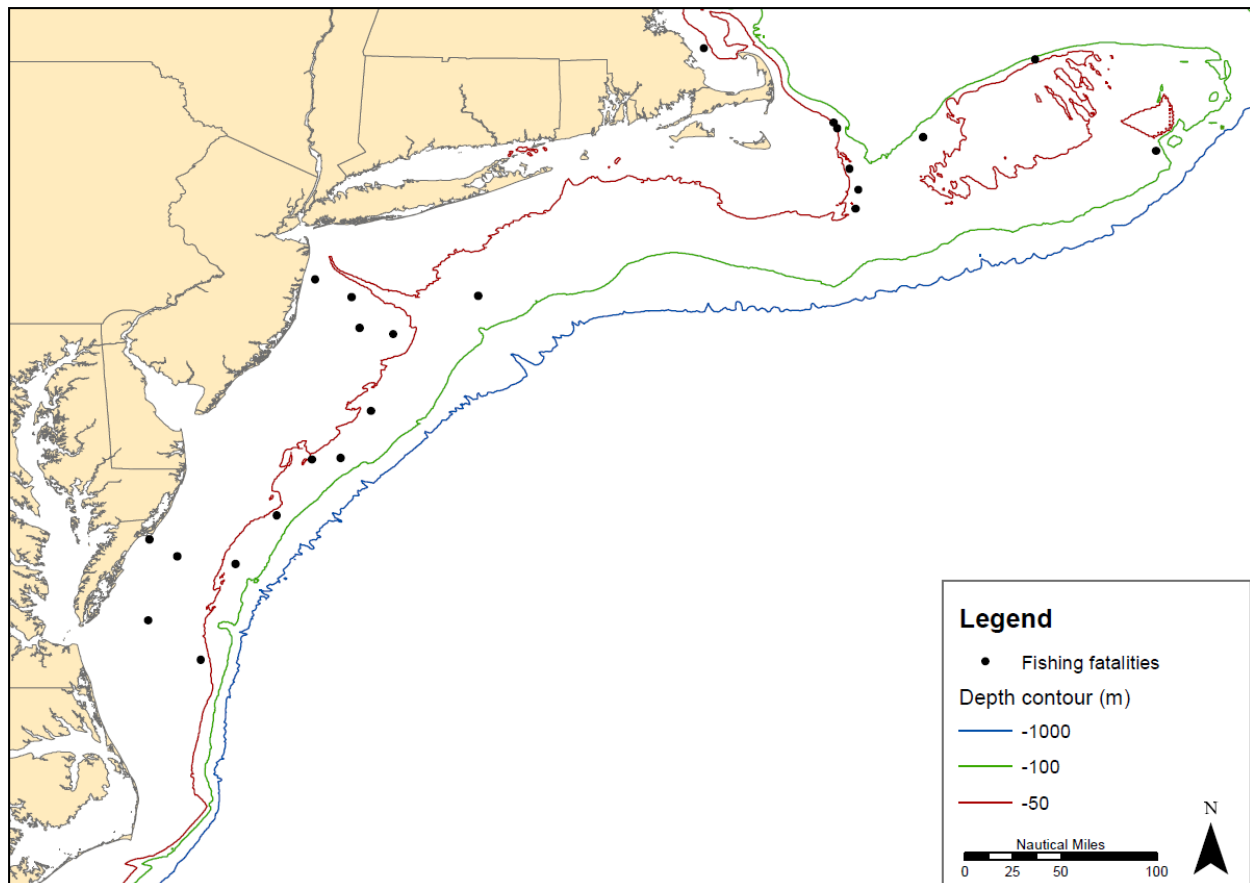 Legend
Fishing fatalities
Depth contour (m)
-1000
-100
-50
N
Nautical Miles
0 25 50 100